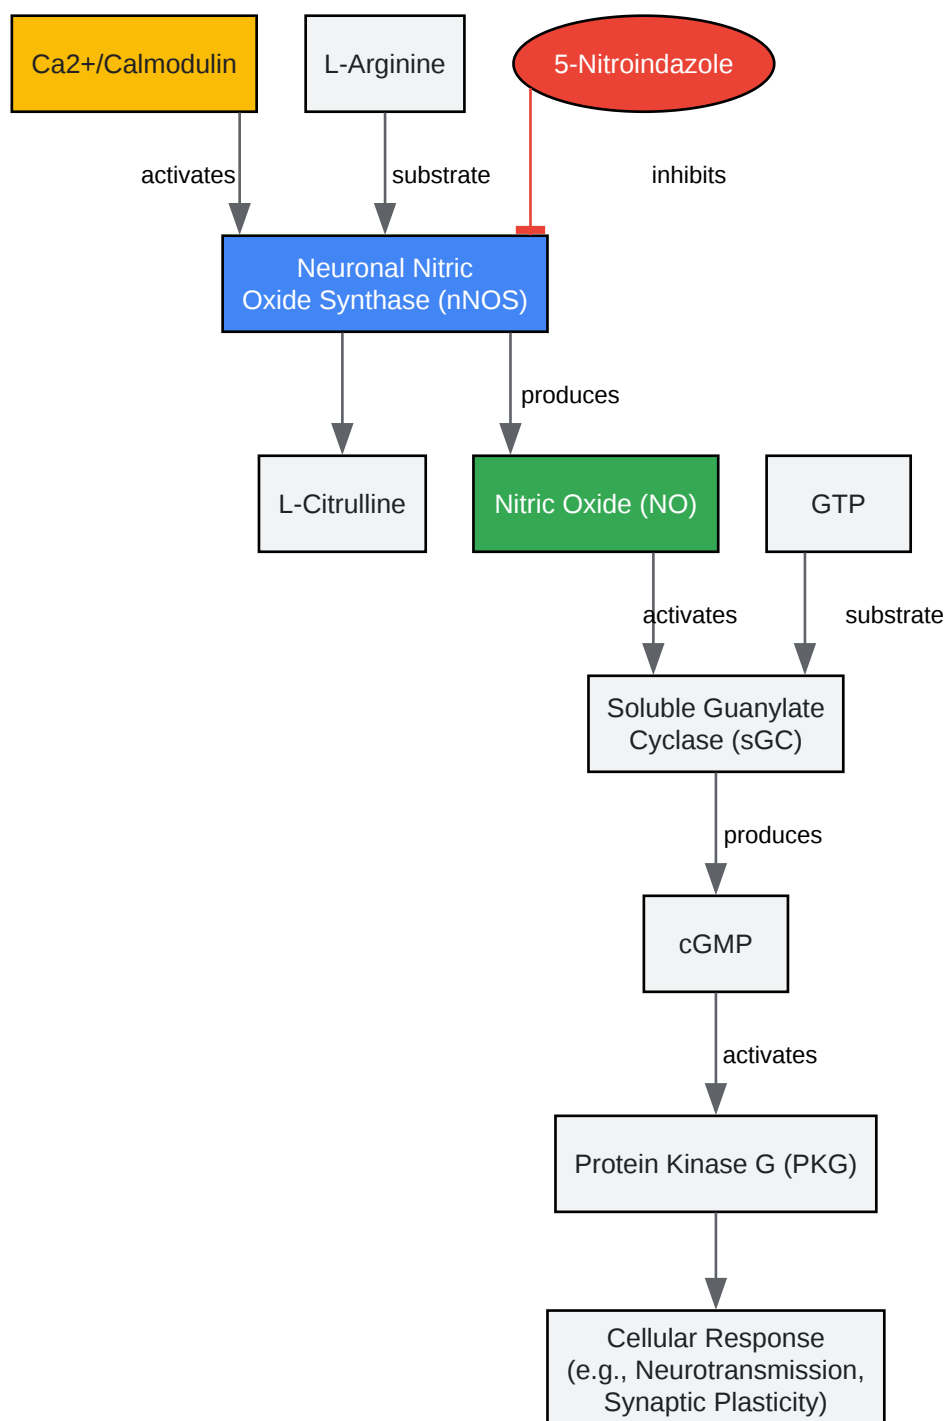 Ca2+/Calmodulin
L-Arginine
5-Nitroindazole
activates
substrate
inhibits
Neuronal Nitric
Oxide Synthase (nNOS)
produces
L-Citrulline
Nitric Oxide (NO)
GTP
activates
substrate
Soluble Guanylate
Cyclase (sGC)
produces
cGMP
activates
Protein Kinase G (PKG)
Cellular Response
(e.g., Neurotransmission,
Synaptic Plasticity)